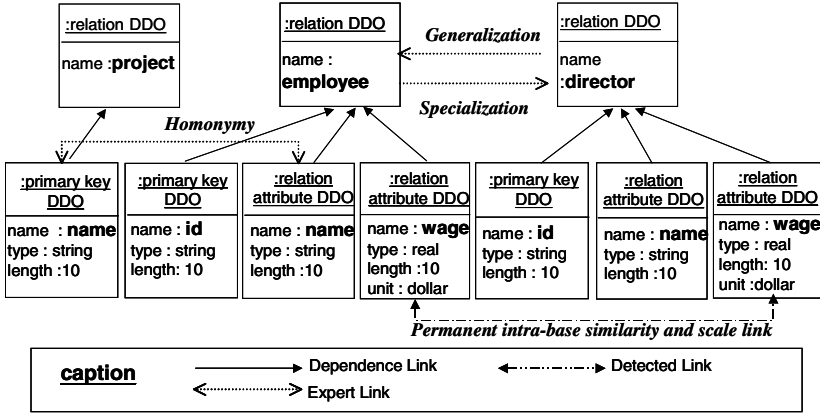 :relation DDO
name :project
:relation DDO
name :
employee
Generalization
Specialization
:relation DDO
name
:director
Homonymy
:primary key
DDO
name : name
type : string
length :10
:primary key
DDO
name : id
type : string
length: 10
:relation
attribute DDO
name : name
type : string
length :10
:relation
attribute DDO
name : wage
type : real
length :10
unit : dollar
:primary key
DDO
name : id
type : string
length : 10
:relation
attribute DDO
name : name
type : string
length : 10
:relation
attribute DDO
name : wage
type : real
length: 10
unit :dollar
Permanent intra-base similarity and scale link
caption
Dependence Link
Detected Link
Expert Link